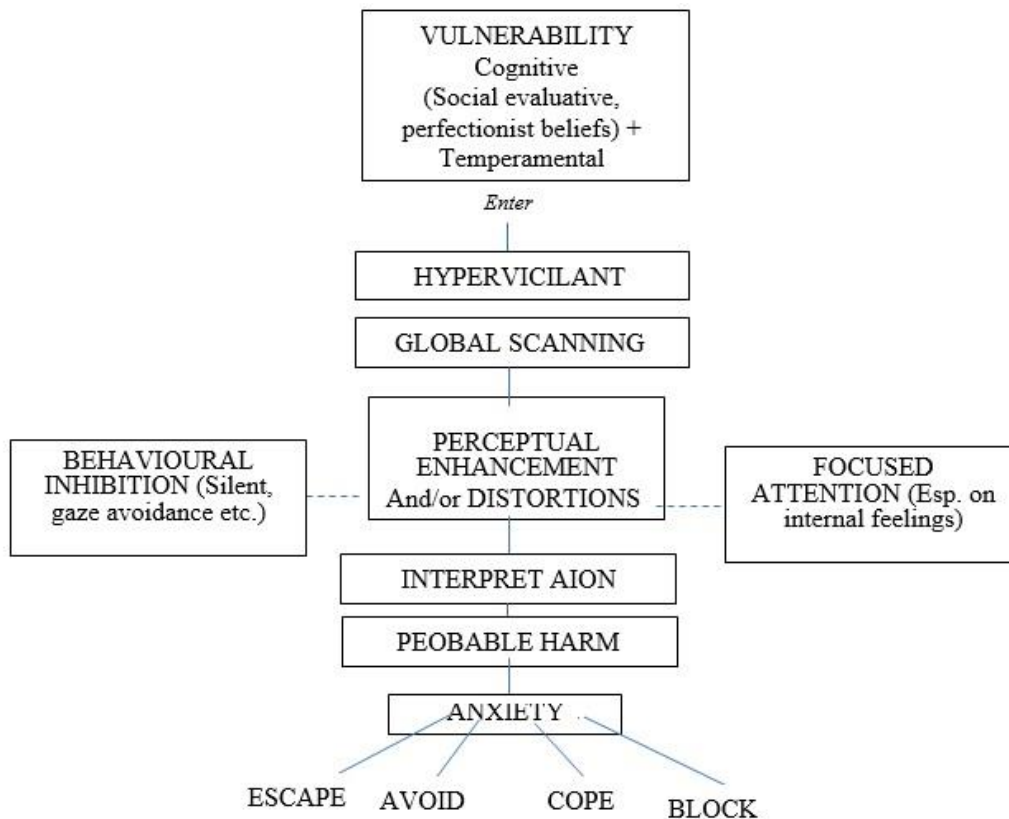 VULNERABILITY
Cognitive
(Social evaluative,
perfectionist beliefs) +
Temperamental
Enter
HYPERVICILANT
GLOBAL SCANNING
PERCEPTUAL
ENHANCEMENT
And/or DISTORTIONS
BEHAVIOURAL
INHIBITION (Silent,
gaze avoidance etc.)
FOCUSED
ATTENTION (Esp. on
internal feelings)
INTERPRET AION
PEOBABLE HARM
ANXIETY
ESCAPE
AVOID
COPE
BLOCK